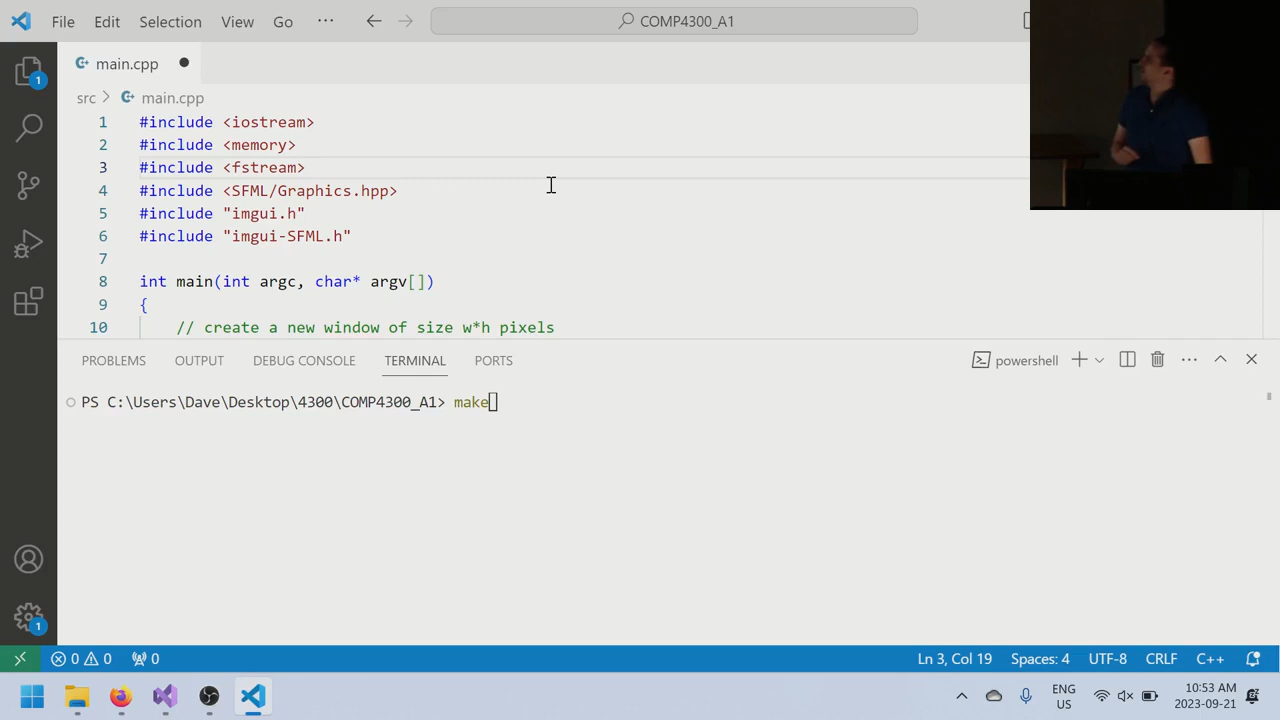 File Edit Selection View Go ··· COMP4300_A1
main.cpp
src > main.cpp
1 #include <iostream>
2 #include <memory>
3 #include <fstream>
4 #include <SFML/Graphics.hpp>
5 #include "imgui.h"
6 #include "imgui-SFML.h"
7
8 int main(int argc, char* argv[])
9 {
10 // create a new window of size w*h pixels
PROBLEMS OUTPUT DEBUG CONSOLE TERMINAL PORTS powershell
PS C:\Users\Dave\Desktop\4300\COMP4300_A1> make
1
1
0 0 0 Ln 3, Col 19 Spaces: 4 UTF-8 CRLF C++
ENG 10:53 AM
US 2023-09-21